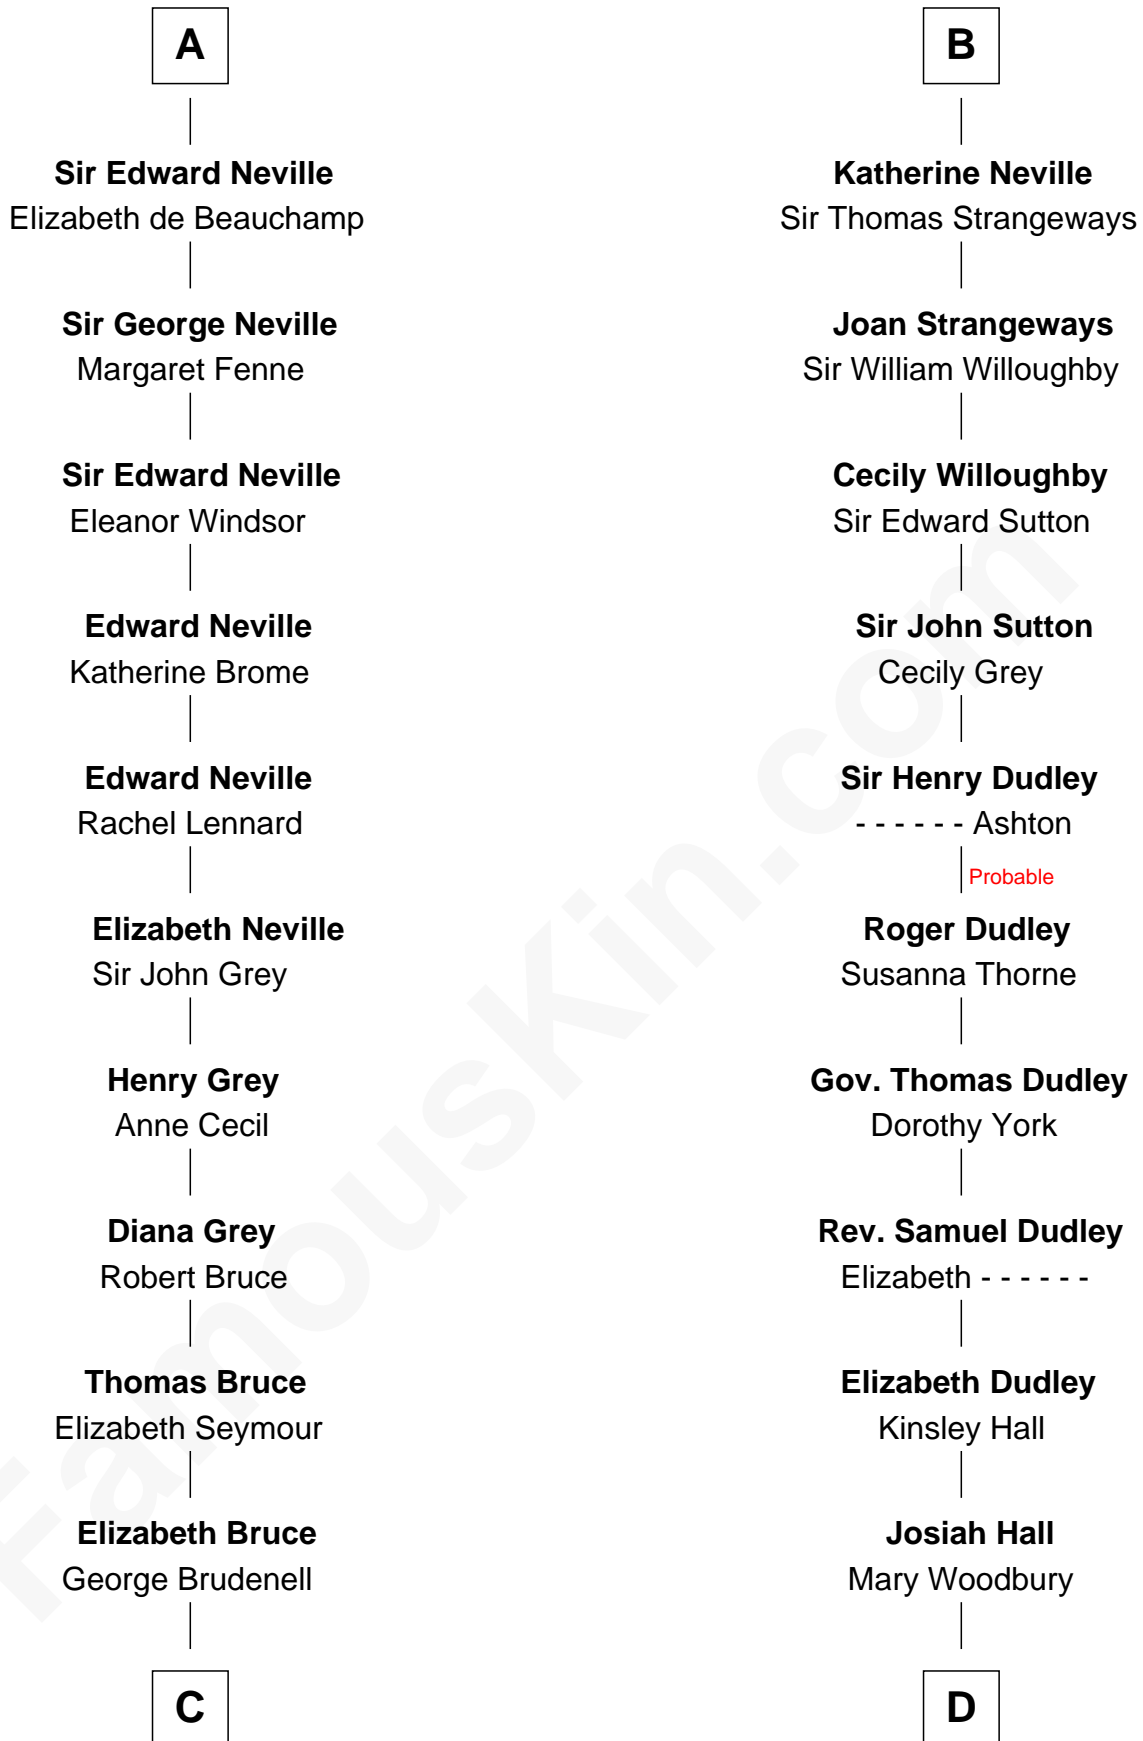 A
Sir Edward Neville
Elizabeth de Beauchamp
Sir George Neville
Margaret Fenne
Sir Edward Neville
Eleanor Windsor
Edward Neville
Katherine Brome
Edward Neville
Rachel Lennard
Elizabeth Neville
Sir John Grey
Henry Grey
Anne Cecil
Diana Grey
Robert Bruce
Thomas Bruce
Elizabeth Seymour
Elizabeth Bruce
George Brudenell
C
B
Katherine Neville
Sir Thomas Strangeways
Joan Strangeways
Sir William Willoughby
Cecily Willoughby
Sir Edward Sutton
Sir John Sutton
Cecily Grey
Sir Henry Dudley
- - - - - - Ashton
Probable
Roger Dudley
Susanna Thorne
Gov. Thomas Dudley
Dorothy York
Rev. Samuel Dudley
Elizabeth - - - - - -
Elizabeth Dudley
Kinsley Hall
Josiah Hall
Mary Woodbury
D
FamousKin.com